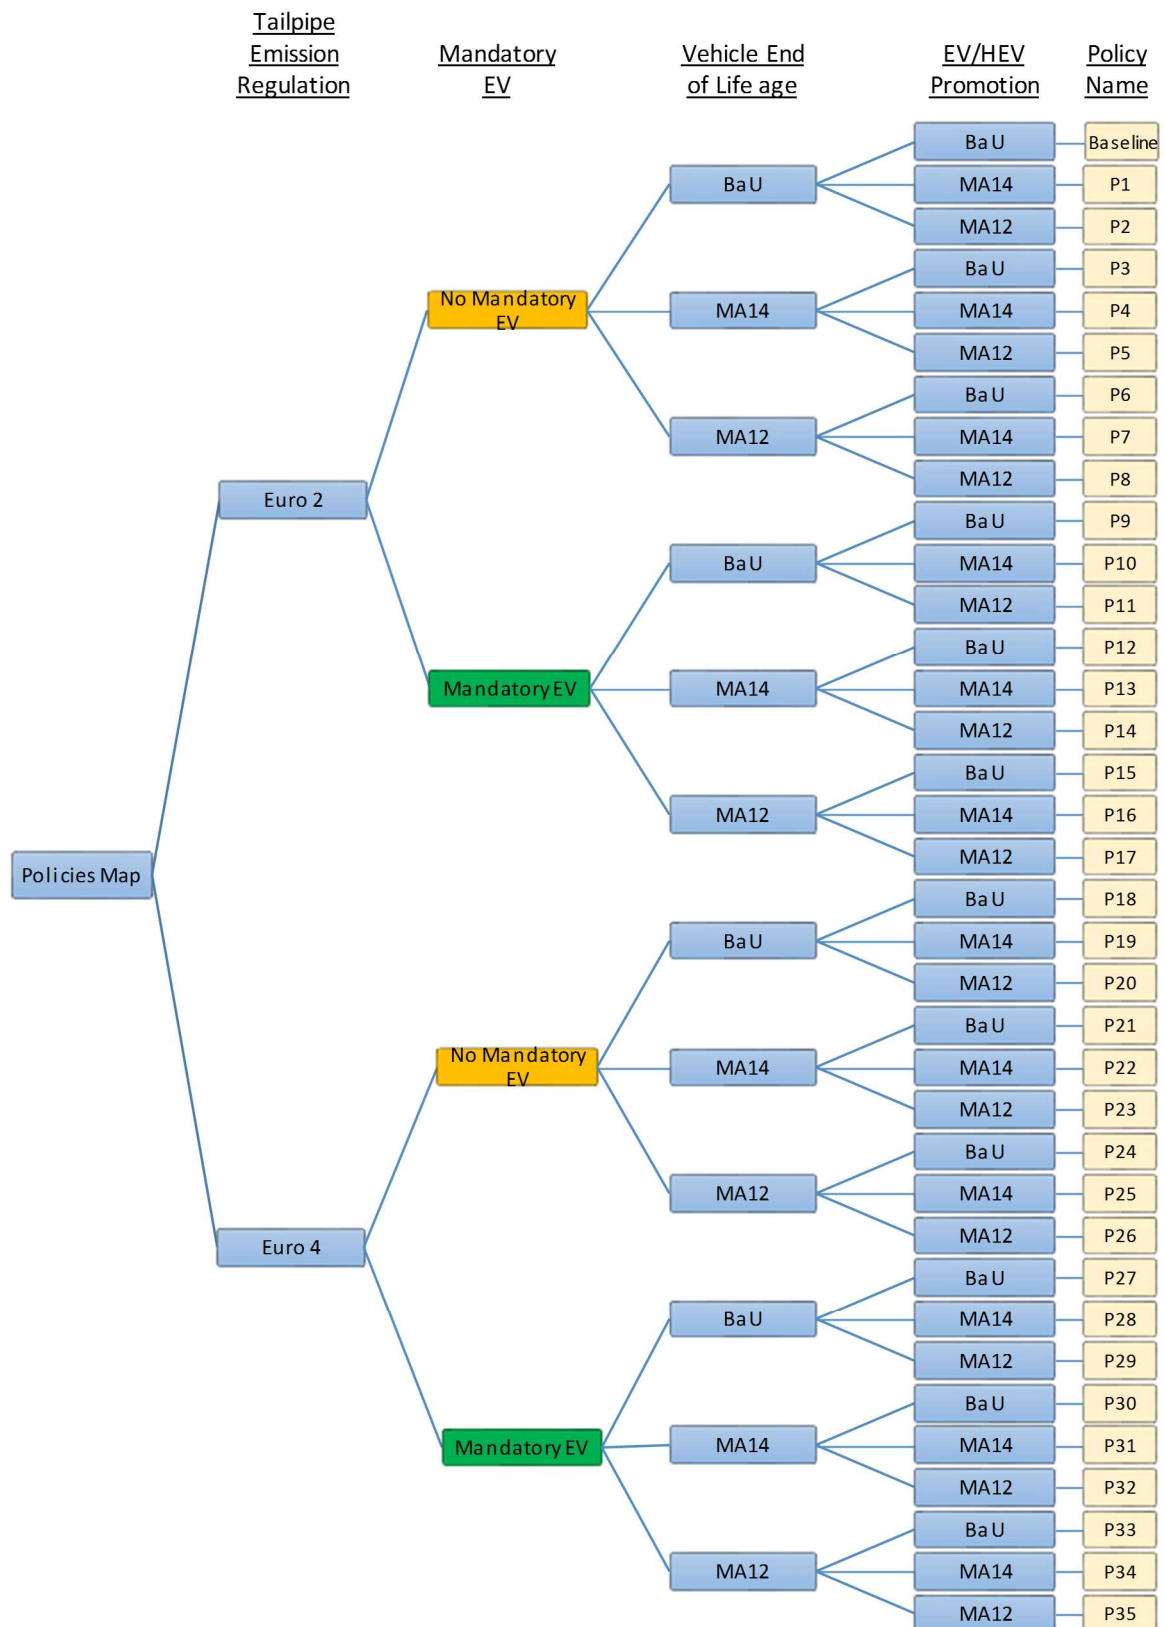 Tailpipe
Emission
Regulation
Mandatory
EV
Vehicle End
of Life age
EV/HEV
Promotion
Policy
Name
BaU
Baseline
BaU
MA14
P1
MA12
P2
BaU
P3
No Mandatory
EV
MA14
MA14
P4
MA12
P5
BaU
P6
MA12
MA14
P7
MA12
P8
Euro 2
BaU
P9
BaU
MA14
P10
MA12
P11
BaU
P12
Mandatory EV
MA14
MA14
P13
MA12
P14
BaU
P15
MA12
MA14
P16
MA12
P17
Policies Map
BaU
P18
BaU
MA14
P19
MA12
P20
BaU
P21
No Mandatory
EV
MA14
MA14
P22
MA12
P23
BaU
P24
MA12
MA14
P25
MA12
P26
Euro 4
BaU
P27
BaU
MA14
P28
MA12
P29
BaU
P30
Mandatory EV
MA14
MA14
P31
MA12
P32
BaU
P33
MA12
MA14
P34
MA12
P35